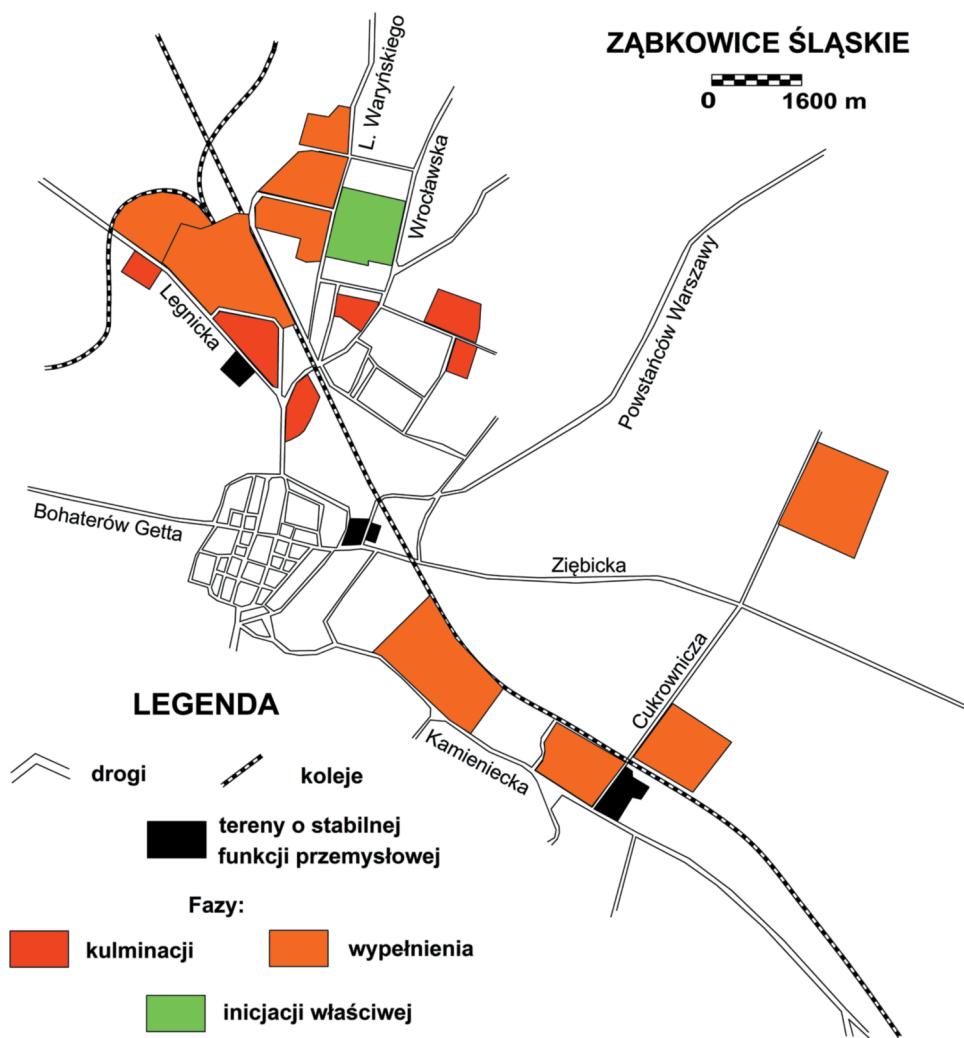 ZĄBKOWICE ŚLĄSKIE
0 1600 m
L. Waryńskiego
Wrocławska
Powstańców Warszawy
Legnicka
Bohaterów Getta
Ziębicka
Cukrownicza
Kamieniecka
LEGENDA
drogi
koleje
tereny o stabilnej
funkcji przemysłowej
Fazy:
kulminacji
wypełnienia
inicjacji właściwej